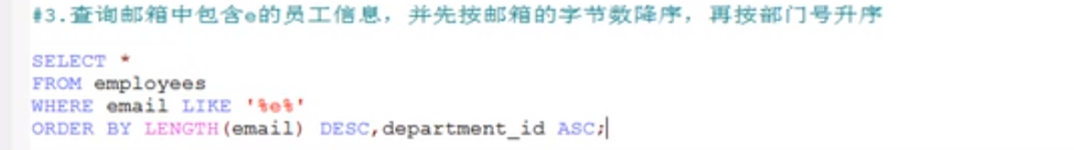 #3.查询邮箱中包含e的员工信息，并先按邮箱的字节数降序，再按部门号升序
SELECT *
FROM employees
WHERE email LIKE '%e%'
ORDER BY LENGTH(email) DESC,department_id ASC;